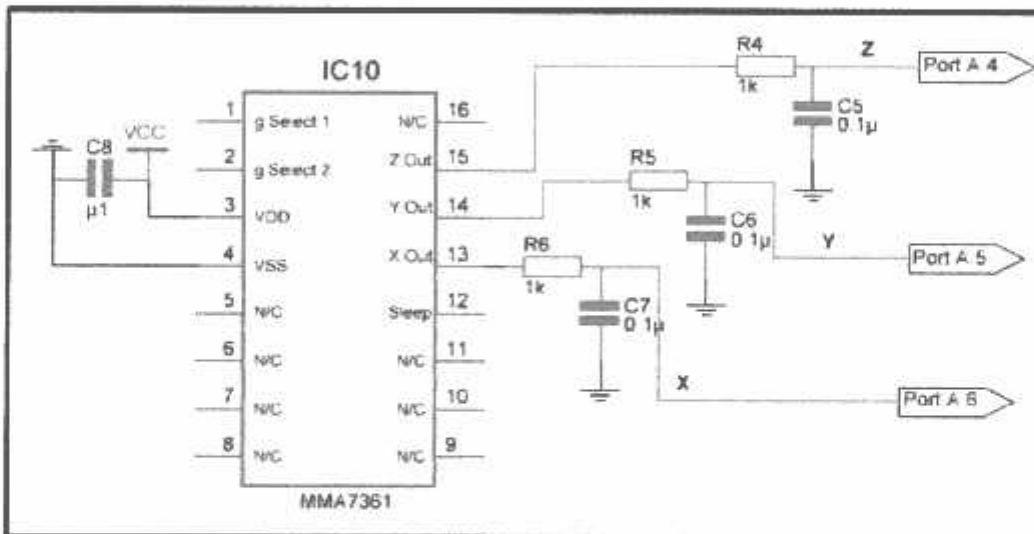 IC10
1
g Select 1
N/C
16
2
g Select 2
Z Out
15
3
VDD
Y Out
14
4
VSS
X Out
13
5
N/C
Sleep
12
6
N/C
N/C
11
7
N/C
N/C
10
8
N/C
N/C
9
MMA7361
VCC
C8
µ1
R4
1k
Z
Port A 4
C5
0.1µ
R5
1k
C6
0 1µ
Y
Port A 5
R6
1k
C7
0 1µ
X
Port A 6